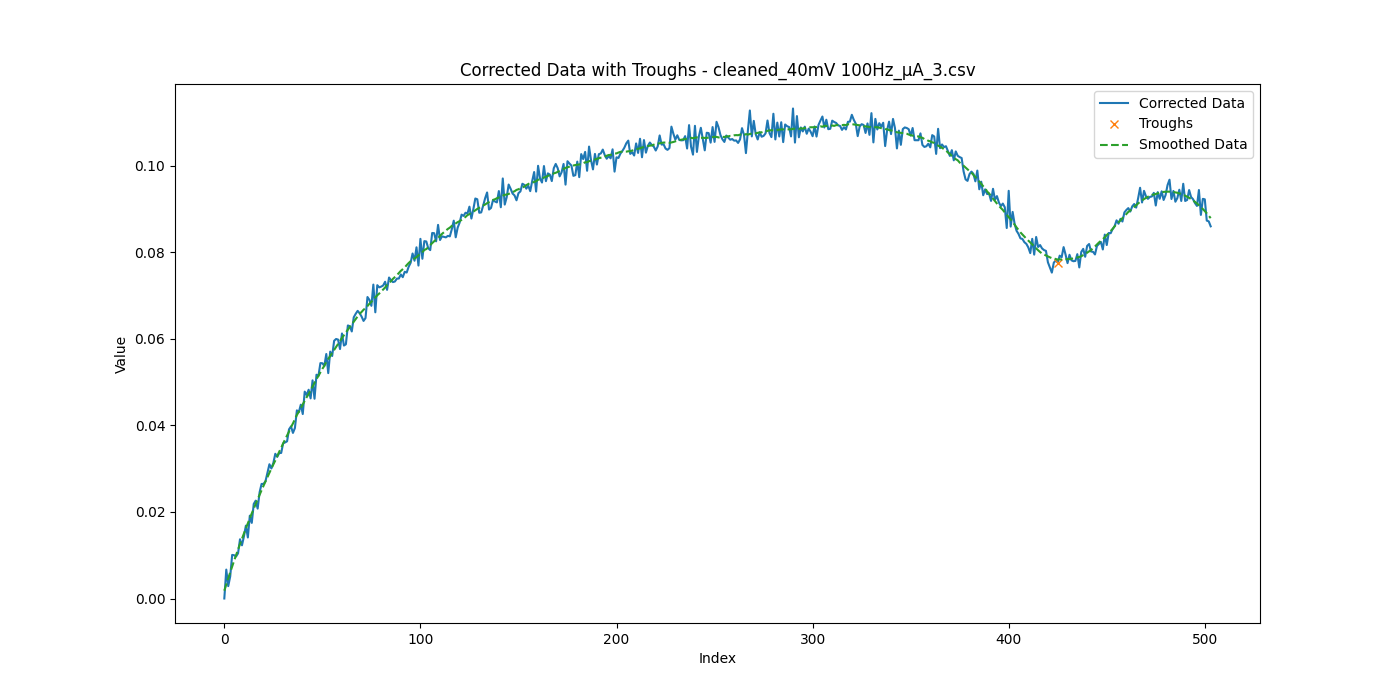 Corrected Data with Troughs - cleaned_40mV 100Hz_µA_3.csv
Corrected Data
Troughs
Smoothed Data
0.10
0.08
0.06
0.04
0.02
0.00
Value
0
100
200
300
400
500
Index